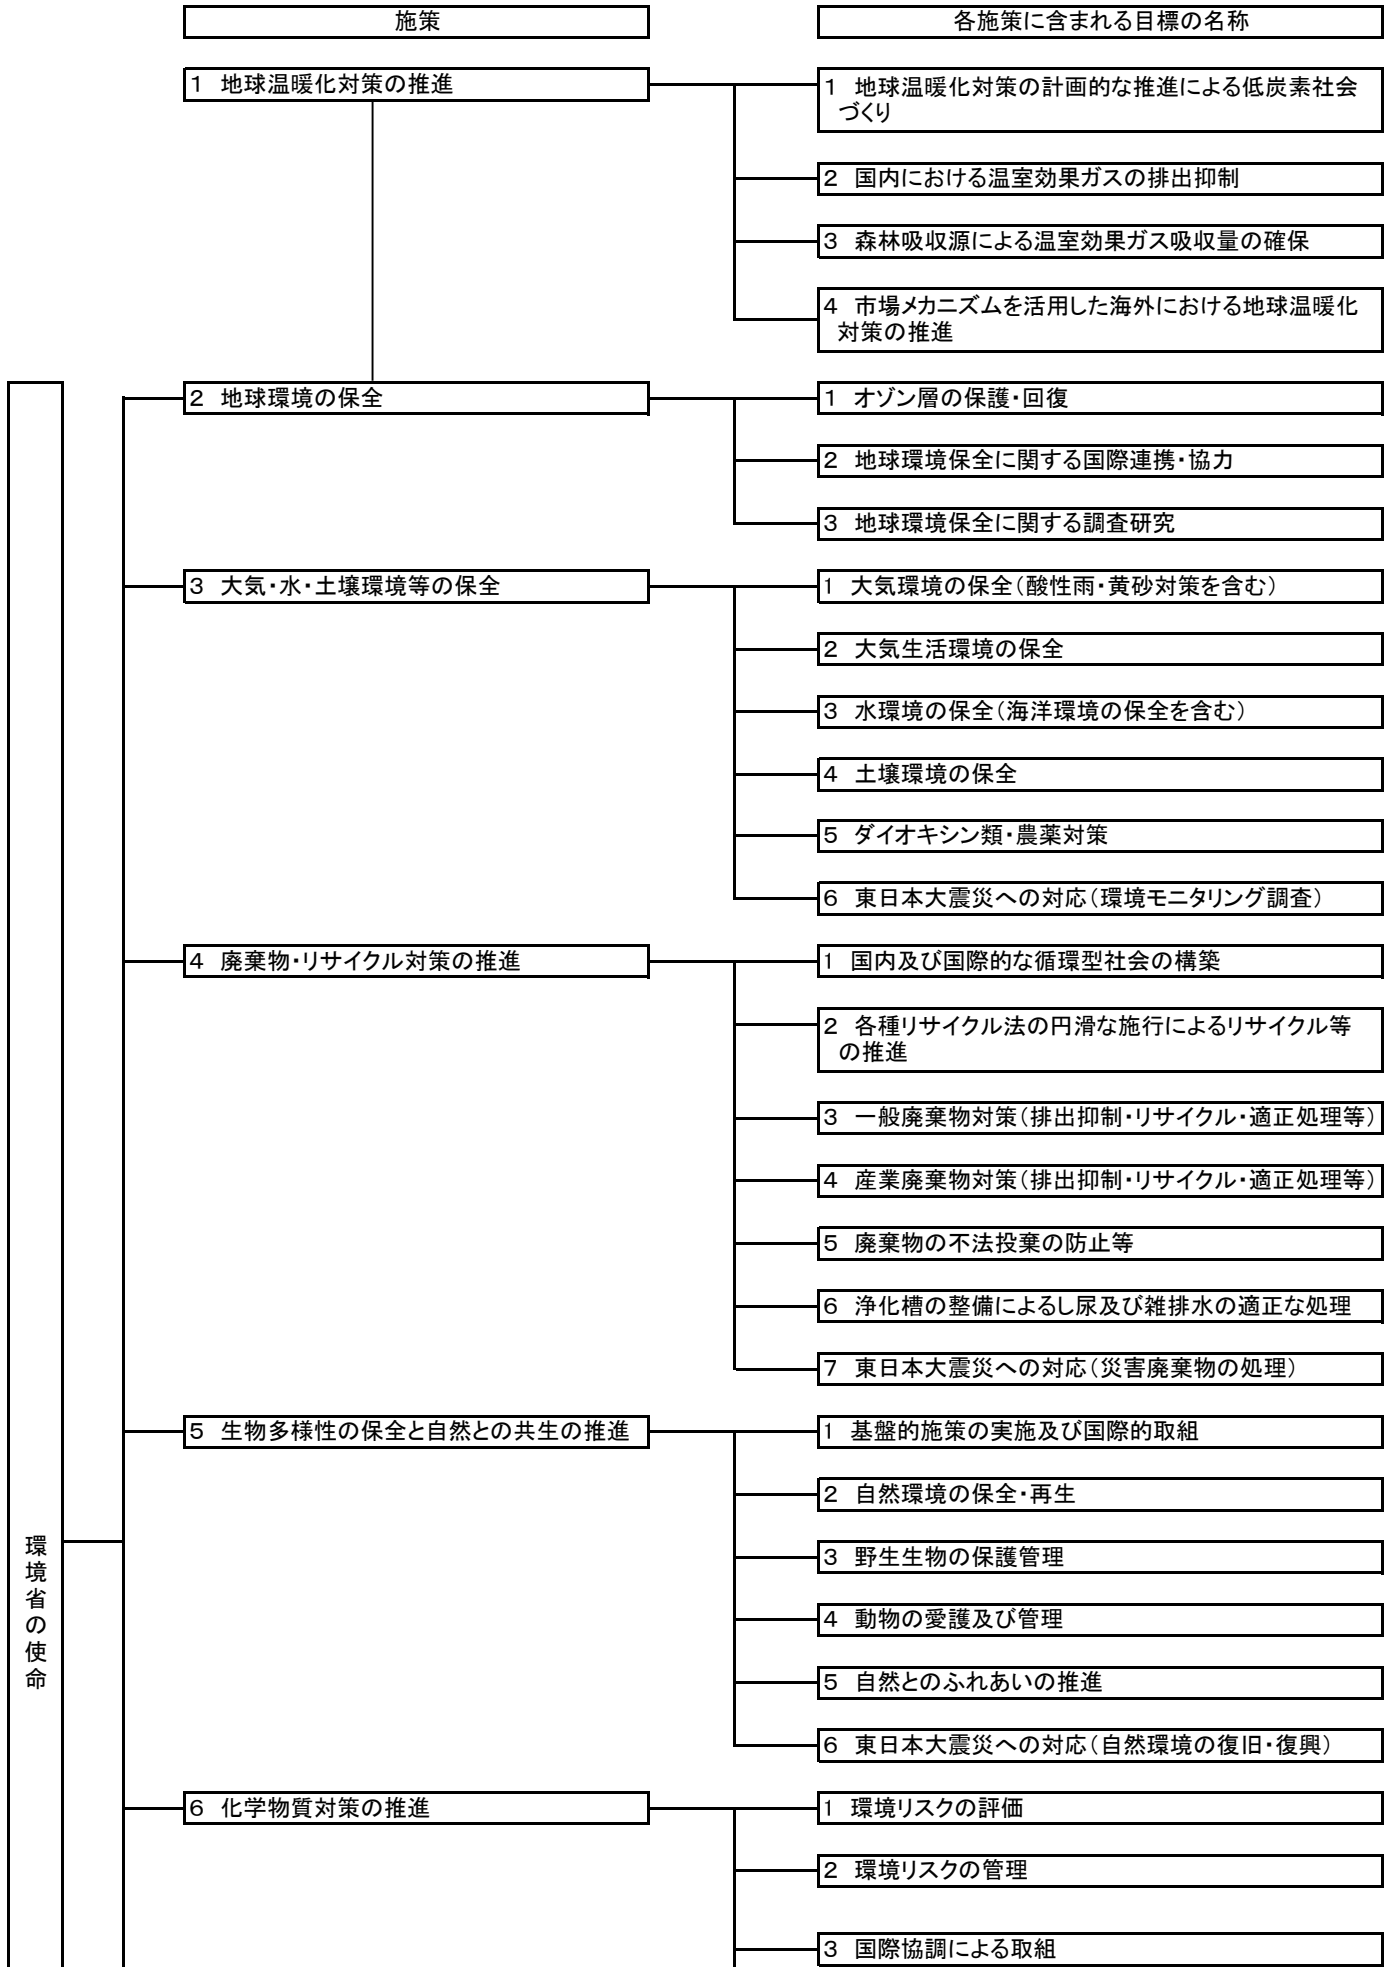 施策
各施策に含まれる目標の名称
１ 地球温暖化対策の推進
１ 地球温暖化対策の計画的な推進による低炭素社会
づくり
２ 国内における温室効果ガスの排出抑制
３ 森林吸収源による温室効果ガス吸収量の確保
４ 市場メカニズムを活用した海外における地球温暖化
対策の推進
２ 地球環境の保全
１ オゾン層の保護・回復
２ 地球環境保全に関する国際連携・協力
３ 地球環境保全に関する調査研究
３ 大気・水・土壌環境等の保全
１ 大気環境の保全（酸性雨・黄砂対策を含む）
２ 大気生活環境の保全
３ 水環境の保全（海洋環境の保全を含む）
４ 土壌環境の保全
５ ダイオキシン類・農薬対策
６ 東日本大震災への対応（環境モニタリング調査）
４ 廃棄物・リサイクル対策の推進
１ 国内及び国際的な循環型社会の構築
２ 各種リサイクル法の円滑な施行によるリサイクル等
の推進
３ 一般廃棄物対策（排出抑制・リサイクル・適正処理等）
４ 産業廃棄物対策（排出抑制・リサイクル・適正処理等）
５ 廃棄物の不法投棄の防止等
６ 浄化槽の整備によるし尿及び雑排水の適正な処理
７ 東日本大震災への対応（災害廃棄物の処理）
５ 生物多様性の保全と自然との共生の推進
１ 基盤的施策の実施及び国際的取組
２ 自然環境の保全・再生
３ 野生生物の保護管理
４ 動物の愛護及び管理
５ 自然とのふれあいの推進
６ 東日本大震災への対応（自然環境の復旧・復興）
環境省の使命
６ 化学物質対策の推進
１ 環境リスクの評価
２ 環境リスクの管理
３ 国際協調による取組